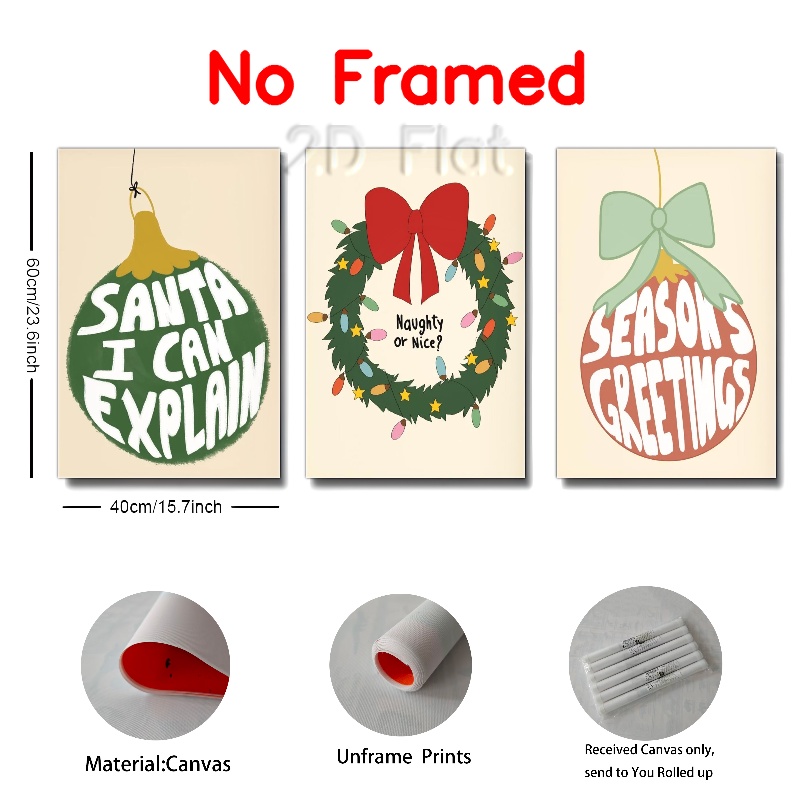 No Framed
2D Flat
60cm/23.6inch
SANTA
I CAN
EXPLAIN
Naughty
or Nice?
SEASON'S
GREETINGS
40cm/15.7inch
Material:Canvas
Unframe Prints
Received Canvas only,
send to You Rolled up